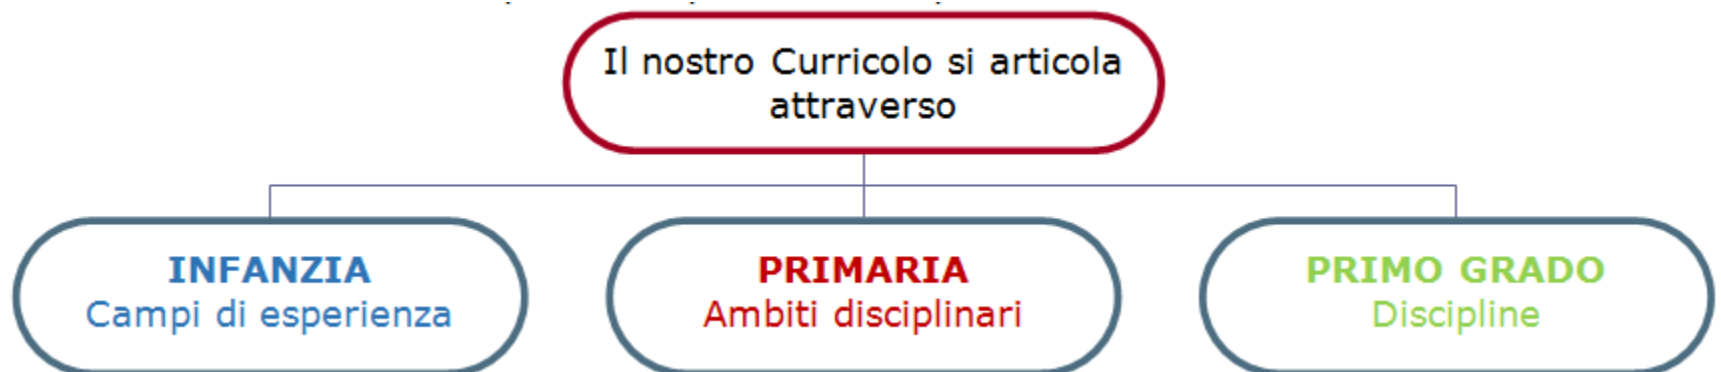 Il nostro Curricolo si articola
attraverso
INFANZIA
Campi di esperienza
PRIMARIA
Ambiti disciplinari
PRIMO GRADO
Discipline